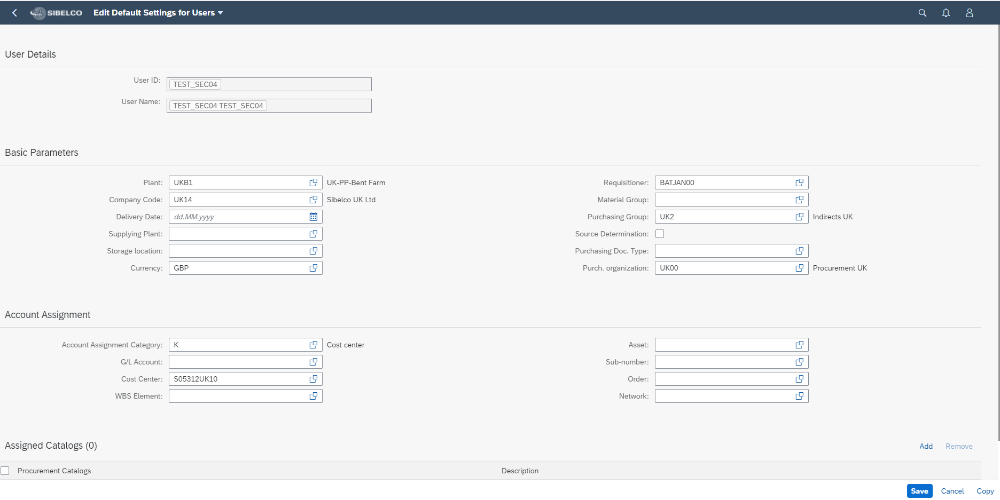 SIBELCO Edit Default Settings for Users
User Details
User ID: TEST_SEC04
User Name: TEST_SEC04 TEST_SEC04
Basic Parameters
Plant: UKB1 UK-PP-Bent Farm
Company Code: UK14 Sibelco UK Ltd
Delivery Date: dd.MM.yyyy
Supplying Plant:
Storage location:
Currency: GBP
Requisitioner: BATJAN00
Material Group:
Purchasing Group: UK2 Indirects UK
Source Determination:
Purchasing Doc. Type:
Purch. organization: UK00 Procurement UK
Account Assignment
Account Assignment Category: K Cost center
G/L Account:
Cost Center: S05312UK10
WBS Element:
Asset:
Sub-number:
Order:
Network:
Assigned Catalogs (0) Add Remove
Procurement Catalogs Description
Save Cancel Copy